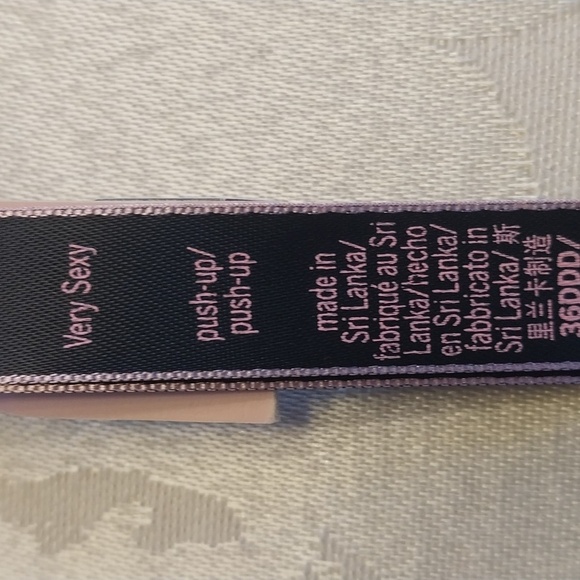 Very Sexy
push-up/
push-up
made in
Sri Lanka/
fabriqué au Sri
Lanka/hecho
en Sri Lanka/
fabbricato in
Sri Lanka/ 斯
里兰卡制造
36DDD/